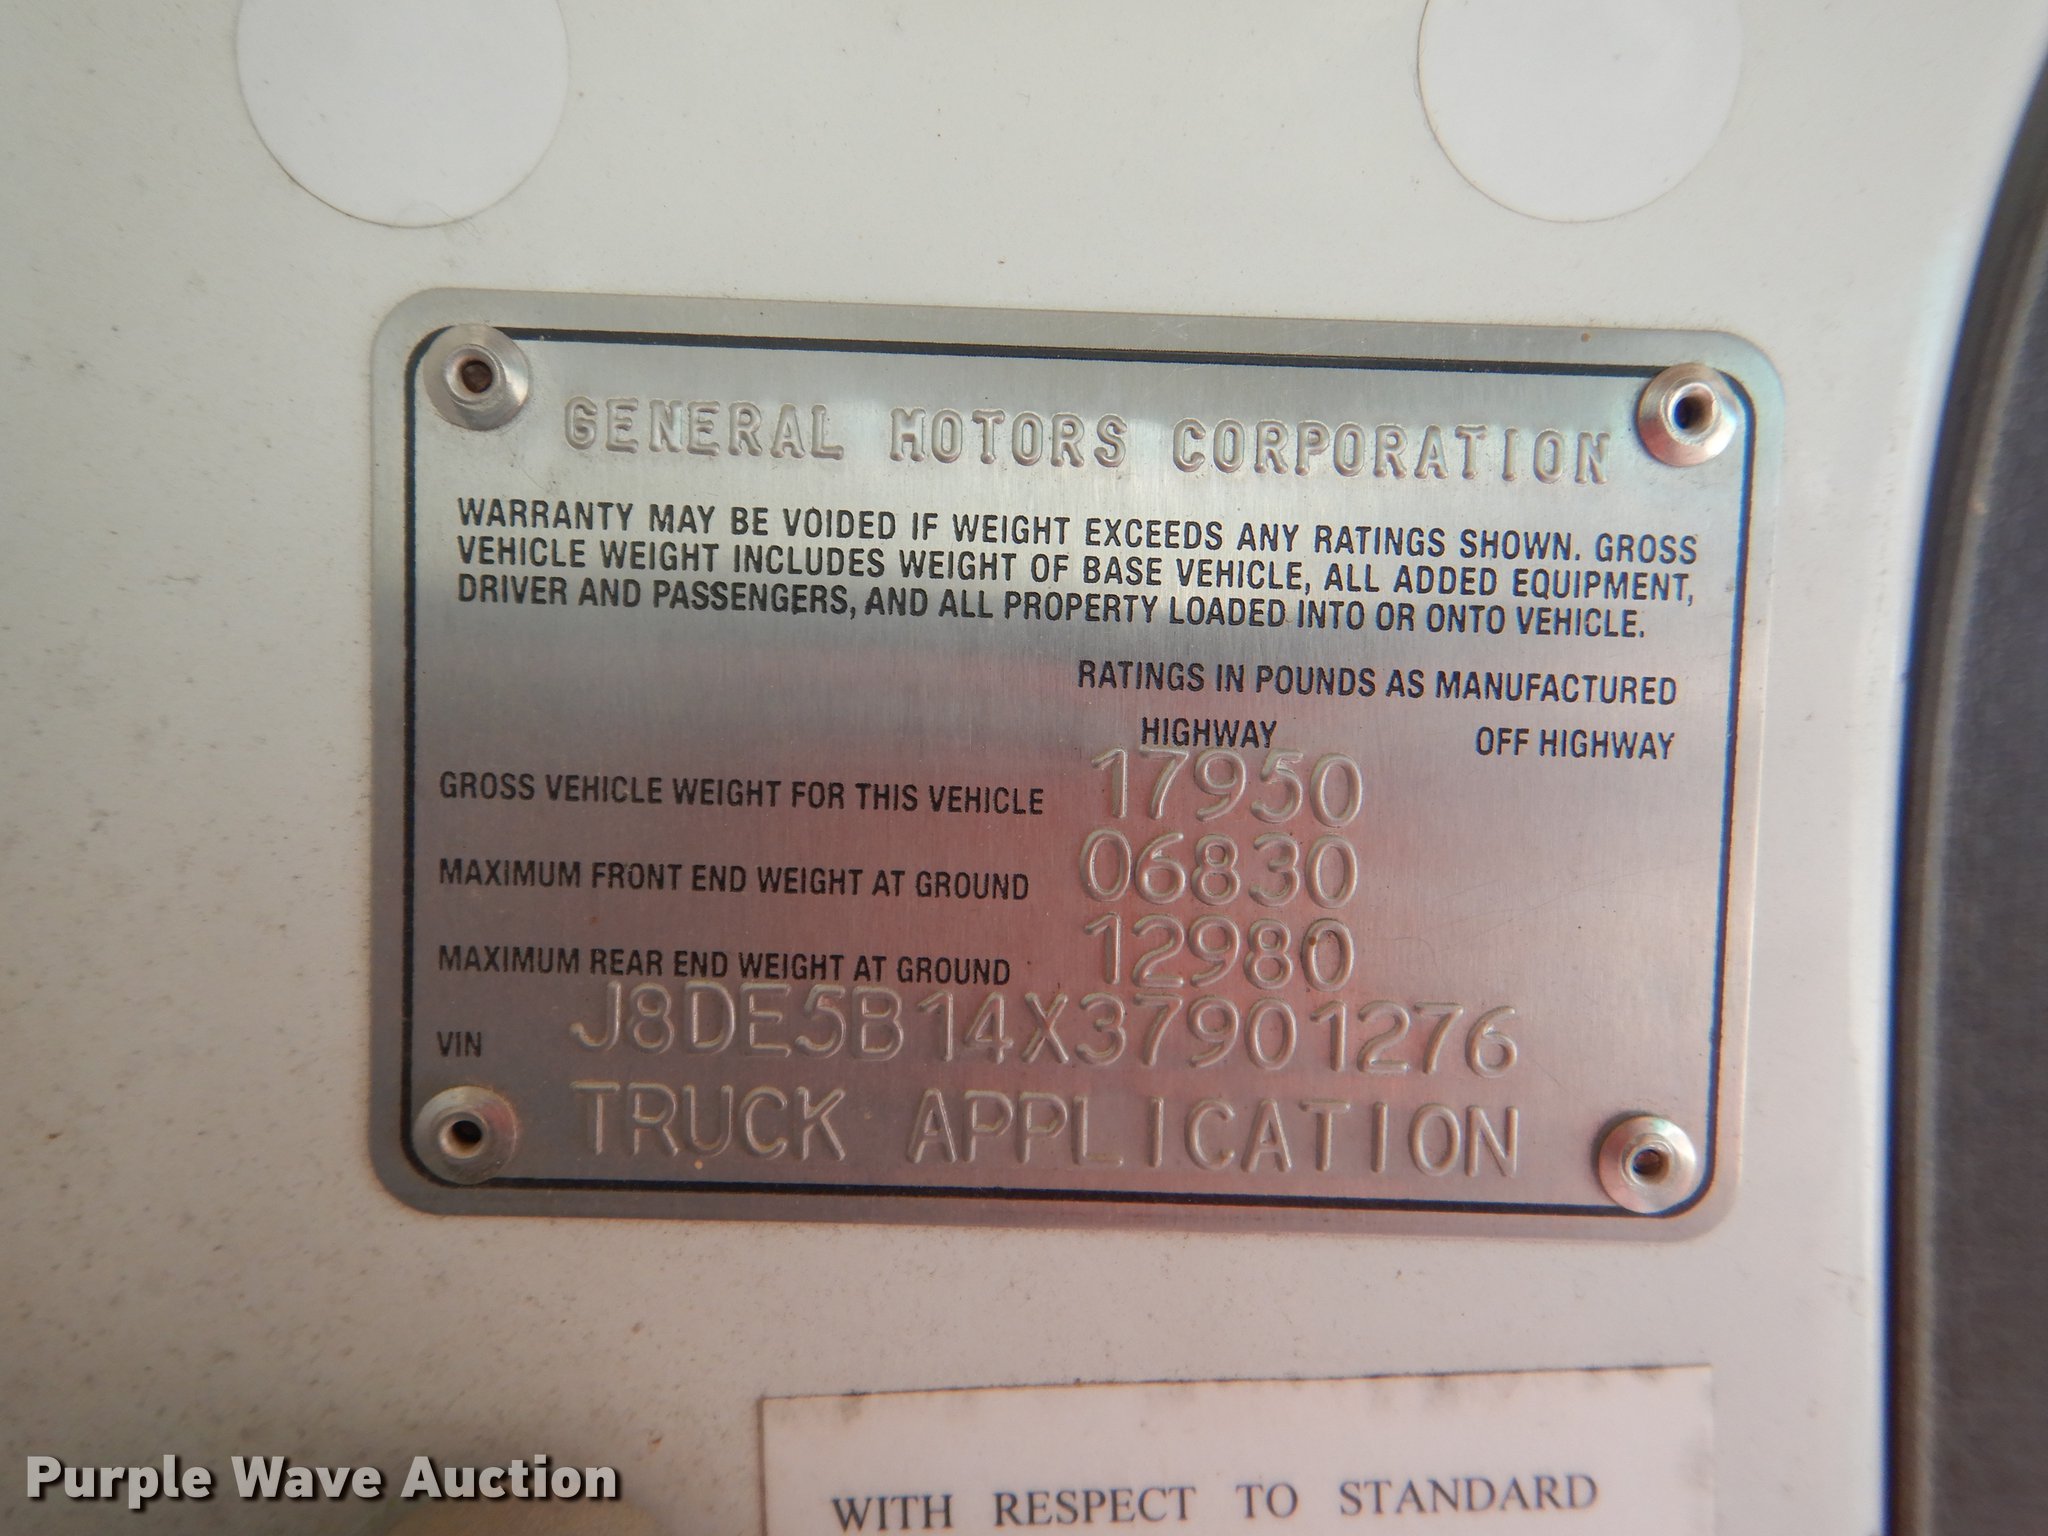 GENERAL MOTORS CORPORATION
WARRANTY MAY BE VOIDED IF WEIGHT EXCEEDS ANY RATINGS SHOWN. GROSS
VEHICLE WEIGHT INCLUDES WEIGHT OF BASE VEHICLE, ALL ADDED EQUIPMENT,
DRIVER AND PASSENGERS, AND ALL PROPERTY LOADED INTO OR ONTO VEHICLE.
RATINGS IN POUNDS AS MANUFACTURED
HIGHWAY OFF HIGHWAY
GROSS VEHICLE WEIGHT FOR THIS VEHICLE 17950
MAXIMUM FRONT END WEIGHT AT GROUND 06830
MAXIMUM REAR END WEIGHT AT GROUND 12980
VIN J8DE5B14X37901276
TRUCK APPLICATION
WITH RESPECT TO STANDARD
Purple Wave Auction